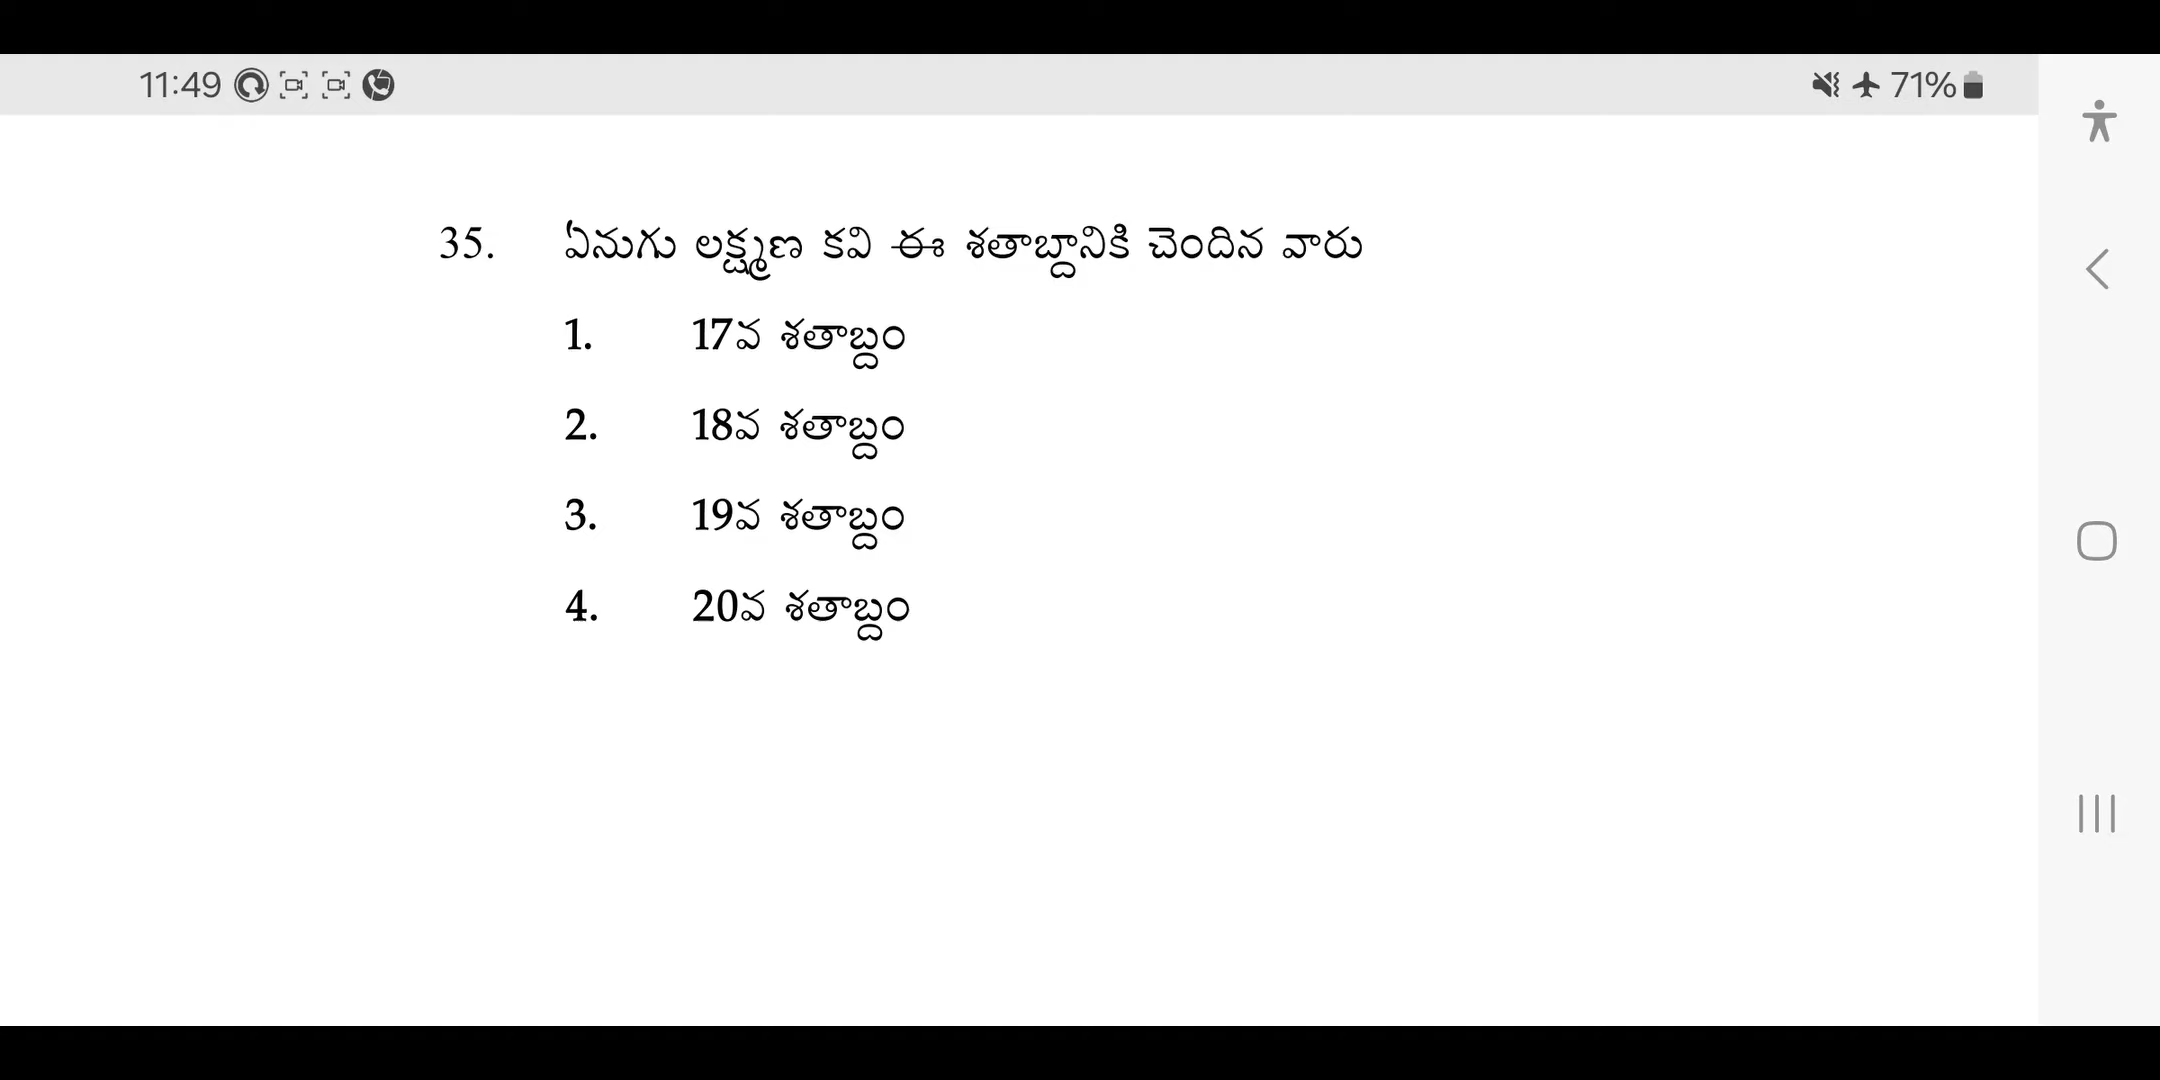 11:49 71%
35. ఏనుగు లక్ష్మణ కవి ఈ శతాబ్దానికి చెందిన వారు
1. 17వ శతాబ్దం
2. 18వ శతాబ్దం
3. 19వ శతాబ్దం
4. 20వ శతాబ్దం